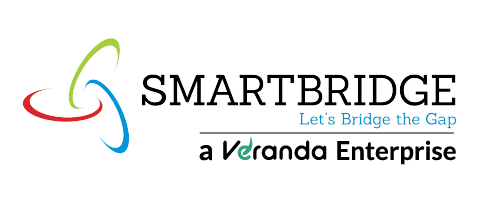 SMARTBRIDGE
Let's Bridge the Gap
a Veranda Enterprise